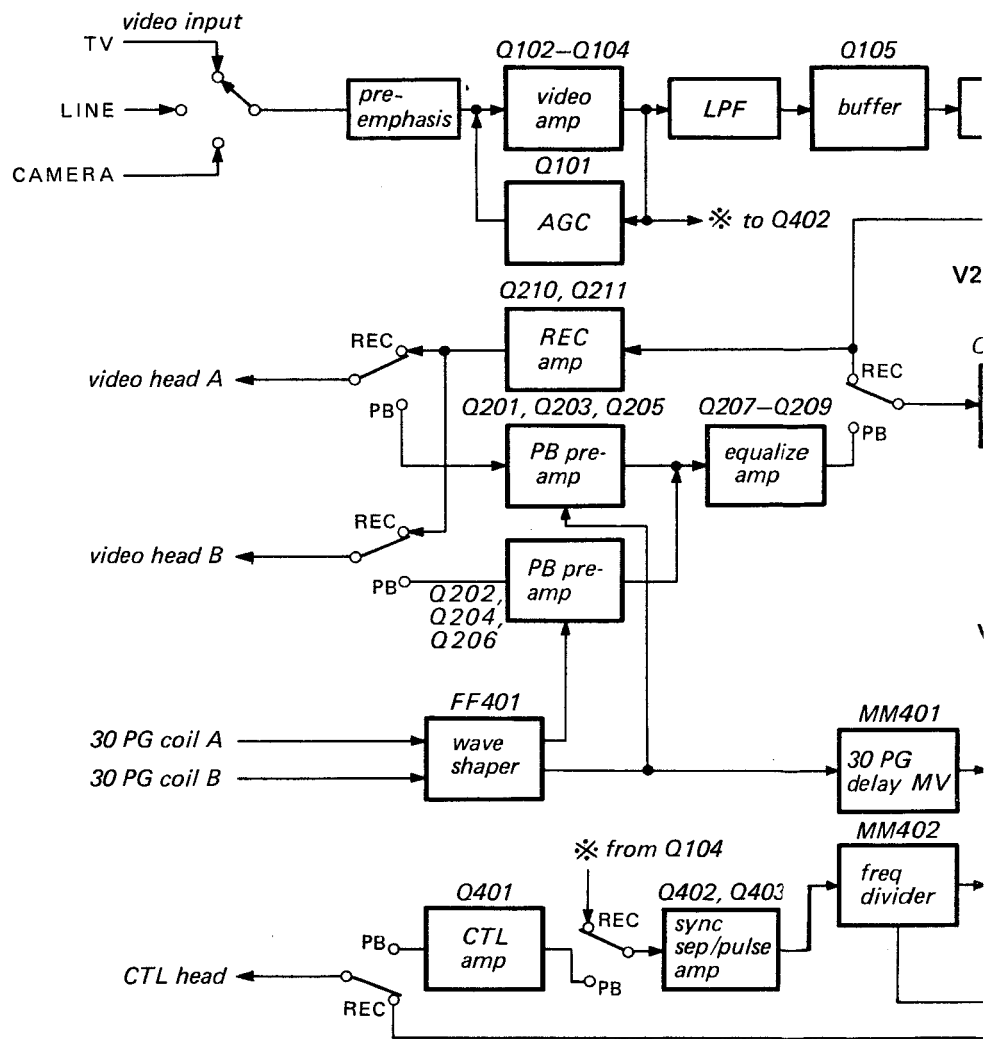 video input
TV
LINE
CAMERA
pre-
emphasis
Q102–Q104
video
amp
LPF
Q105
buffer
Q101
AGC
※ to Q402
V2
Q210, Q211
REC
amp
REC
video head A
PB
Q201, Q203, Q205
PB pre-
amp
Q207–Q209
equalize
amp
REC
PB
REC
video head B
PB
Q202,
Q204,
Q206
PB pre-
amp
FF401
30 PG coil A
30 PG coil B
wave
shaper
MM401
30 PG
delay MV
MM402
freq
divider
※ from Q104
Q401
CTL
amp
REC
PB
Q402, Q403
sync
sep/pulse
amp
PB
CTL head
REC